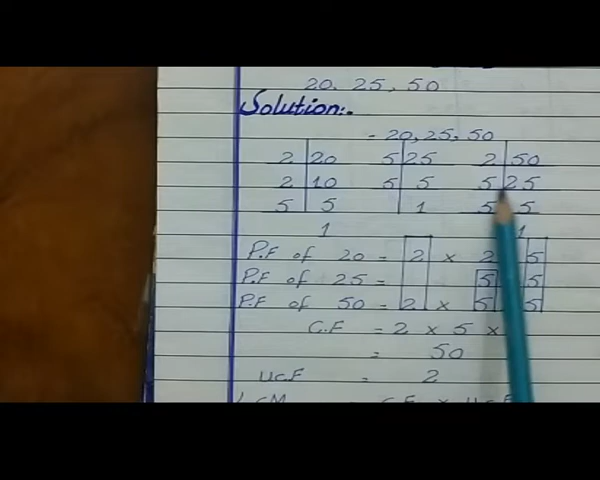 20, 25, 50
Solution:-
- 20, 25, 50
2 | 20 5 | 25 2 | 50
2 | 10 5 | 5 5 | 25
5 | 5 1 5 | 5
1 1
P.F of 20 = 2 × 2 5
P.F of 25 = 5 5
P.F of 50 = 2 × 5 5
C.F = 2 × 5 ×
= 50
U.C.F = 2
LCM C.F × U.C.F